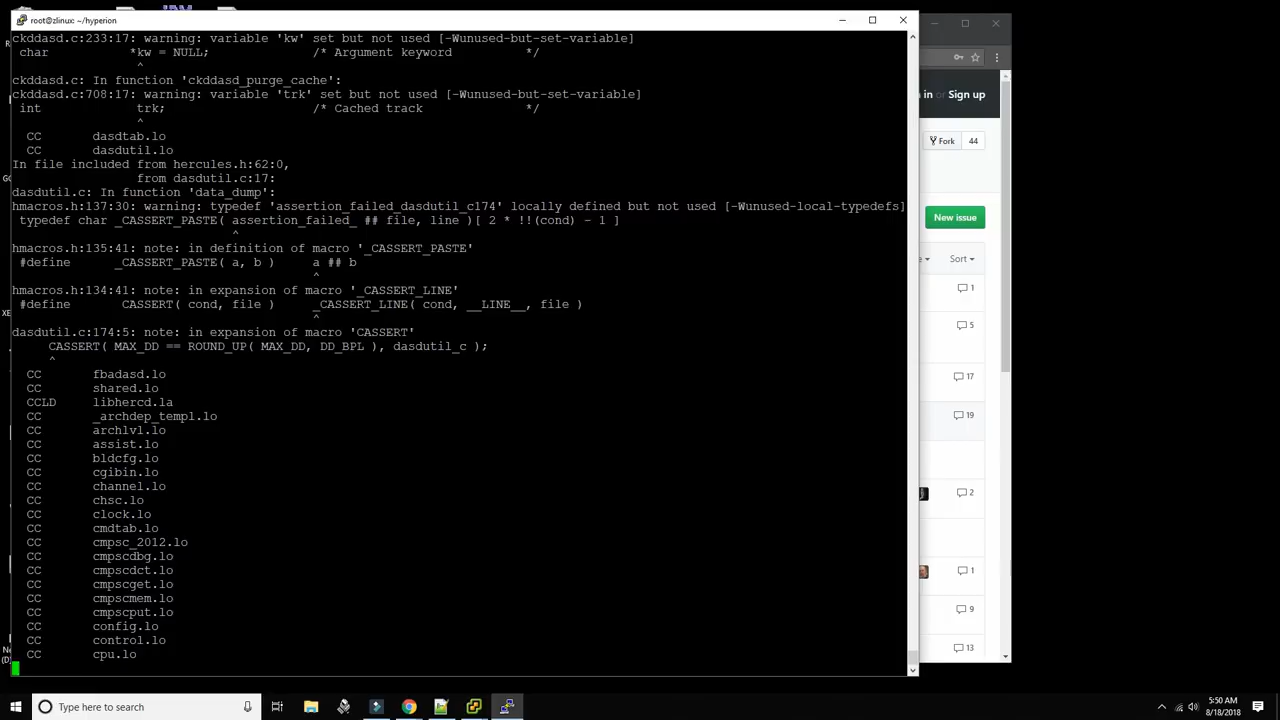 root@zlinux: ~/hyperion
ckddasd.c:233:17: warning: variable 'kw' set but not used [-Wunused-but-set-variable]
char *kw = NULL; /* Argument keyword */
^
ckddasd.c: In function 'ckddasd_purge_cache':
ckddasd.c:708:17: warning: variable 'trk' set but not used [-Wunused-but-set-variable]
int trk; /* Cached track */
^
CC dasdtab.lo
CC dasdutil.lo
In file included from hercules.h:62:0,
from dasdutil.c:17:
dasdutil.c: In function 'data_dump':
hmacros.h:137:30: warning: typedef 'assertion_failed_dasdutil_c174' locally defined but not used [-Wunused-local-typedefs]
typedef char _CASSERT_PASTE( assertion_failed_ ## file, line )[ 2 * !!(cond) - 1 ]
^
hmacros.h:135:41: note: in definition of macro '_CASSERT_PASTE'
#define _CASSERT_PASTE( a, b ) a ## b
^
hmacros.h:134:41: note: in expansion of macro '_CASSERT_LINE'
#define CASSERT( cond, file ) _CASSERT_LINE( cond, __LINE__, file )
^
dasdutil.c:174:5: note: in expansion of macro 'CASSERT'
CASSERT( MAX_DD == ROUND_UP( MAX_DD, DD_BPL ), dasdutil_c );
^
CC fbadasd.lo
CC shared.lo
CCLD libhercd.la
CC _archdep_templ.lo
CC archlvl.lo
CC assist.lo
CC bldcfg.lo
CC cgibin.lo
CC channel.lo
CC chsc.lo
CC clock.lo
CC cmdtab.lo
CC cmpsc_2012.lo
CC cmpscdbg.lo
CC cmpscdct.lo
CC cmpscget.lo
CC cmpscmem.lo
CC cmpscput.lo
CC config.lo
CC control.lo
CC cpu.lo
in or Sign up
Fork 44
New issue
Sort
1
5
17
19
2
1
9
13
Type here to search
5:50 AM
8/18/2018